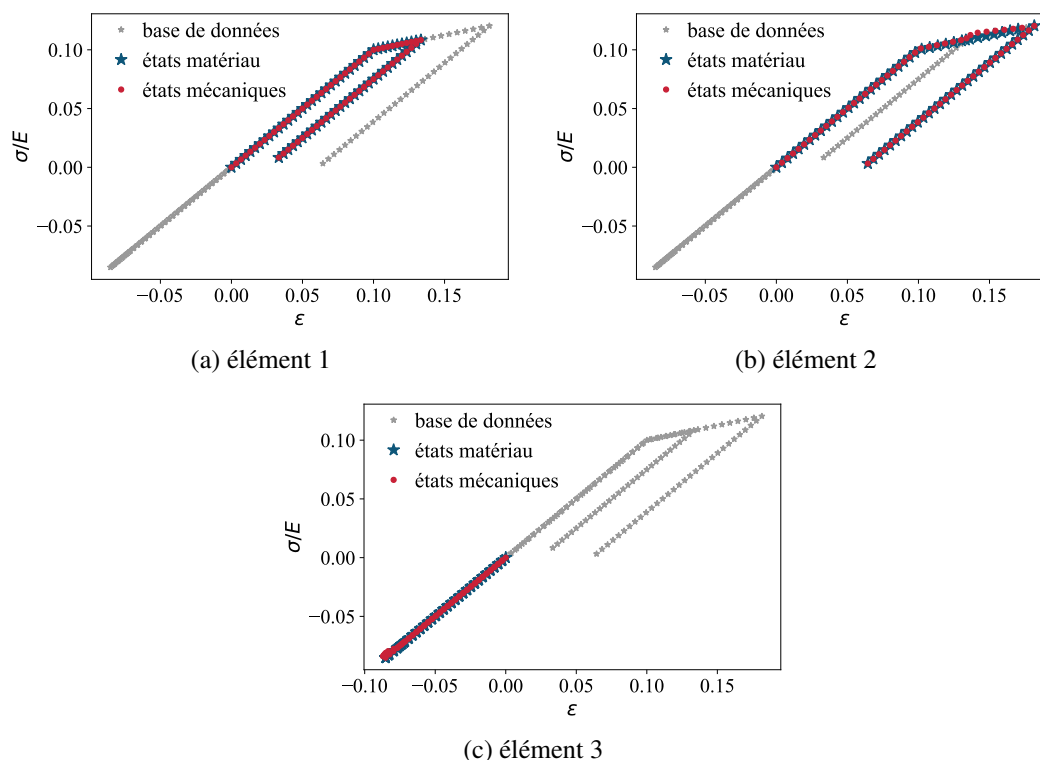 base de données
états matériau
états mécaniques
0.10
0.05
0.00
−0.05
σ/E
−0.05 0.00 0.05 0.10 0.15
ε
(a) élément 1
base de données
états matériau
états mécaniques
0.10
0.05
0.00
−0.05
σ/E
−0.05 0.00 0.05 0.10 0.15
ε
(b) élément 2
base de données
états matériau
états mécaniques
0.10
0.05
0.00
−0.05
σ/E
−0.10 −0.05 0.00 0.05 0.10 0.15
ε
(c) élément 3